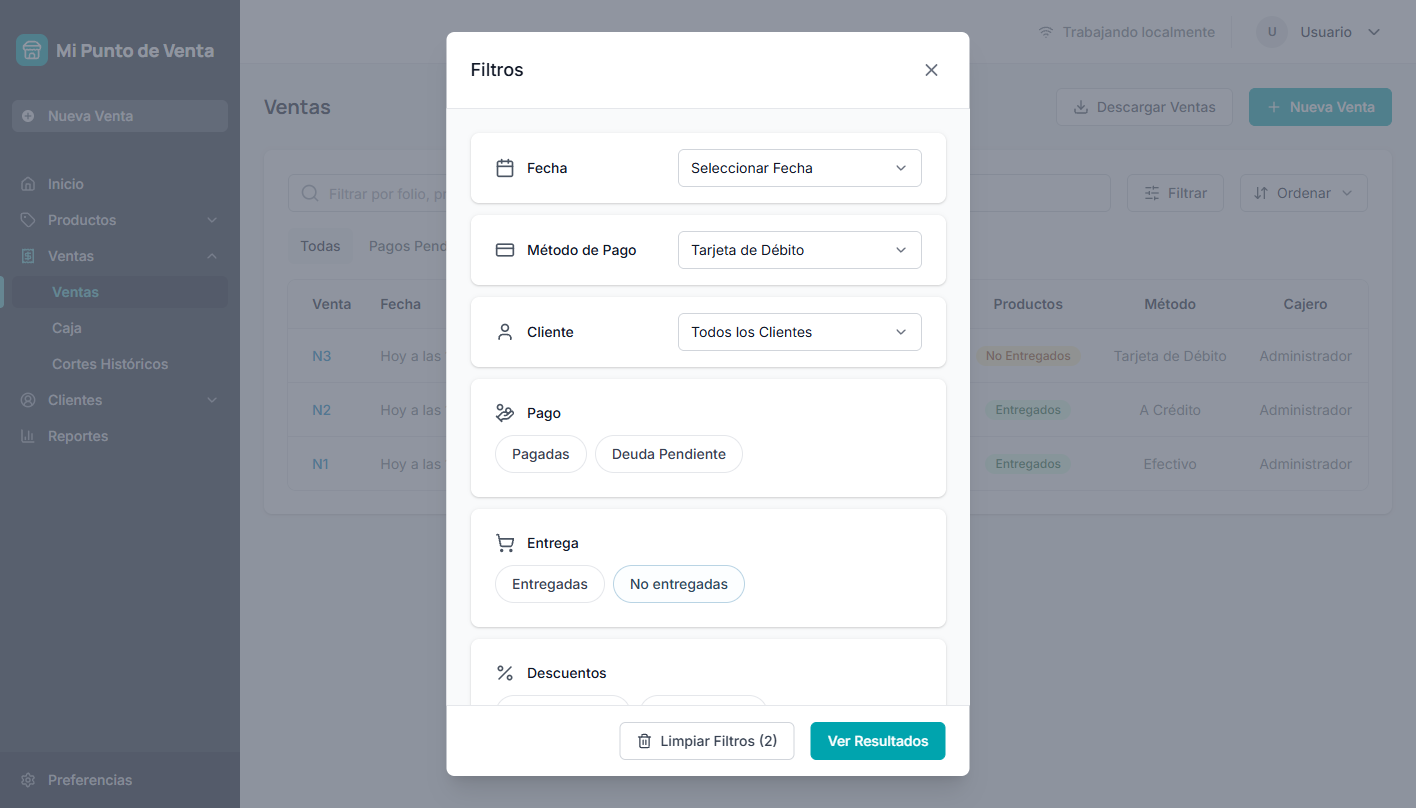 Mi Punto de Venta
Nueva Venta
Inicio
Productos
Ventas
Ventas
Caja
Cortes Históricos
Clientes
Reportes
Preferencias
Trabajando localmente
U Usuario
Ventas
Descargar Ventas
Nueva Venta
Filtrar por folio,
Filtrar
Ordenar
Todas Pagos
Venta Fecha Productos Método Cajero
N3 Hoy a las No Entregados Tarjeta de Débito Administrador
N2 Hoy a las Entregados A Crédito Administrador
N1 Hoy a las Entregados Efectivo Administrador
Filtros
Fecha Seleccionar Fecha
Método de Pago Tarjeta de Débito
Cliente Todos los Clientes
Pago
Pagadas Deuda Pendiente
Entrega
Entregadas No entregadas
Descuentos
Limpiar Filtros (2) Ver Resultados